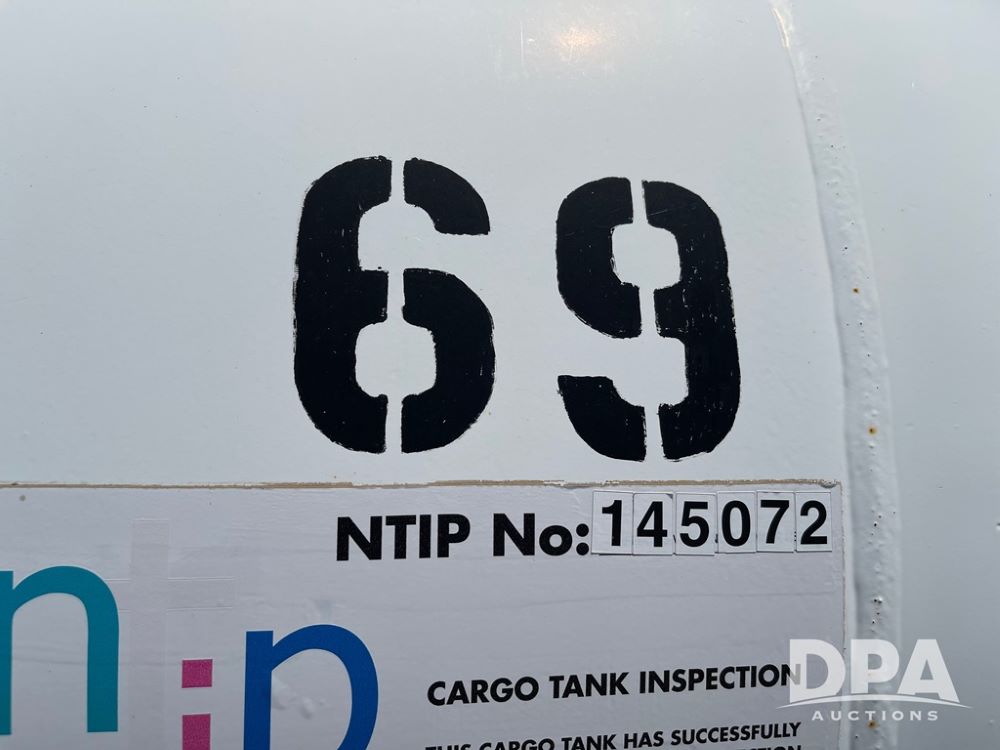 69
NTIP No: 145072
n i p
CARGO TANK INSPECTION
THIS CARGO TANK HAS SUCCESSFULLY
DPA
AUCTIONS